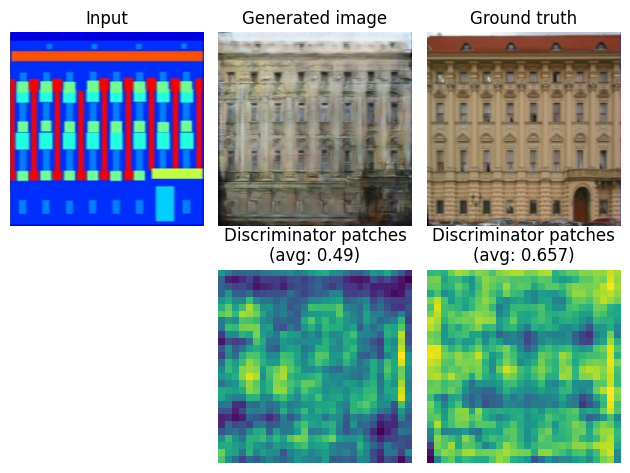 Input
Generated image
Ground truth
Discriminator patches
(avg: 0.49)
Discriminator patches
(avg: 0.657)